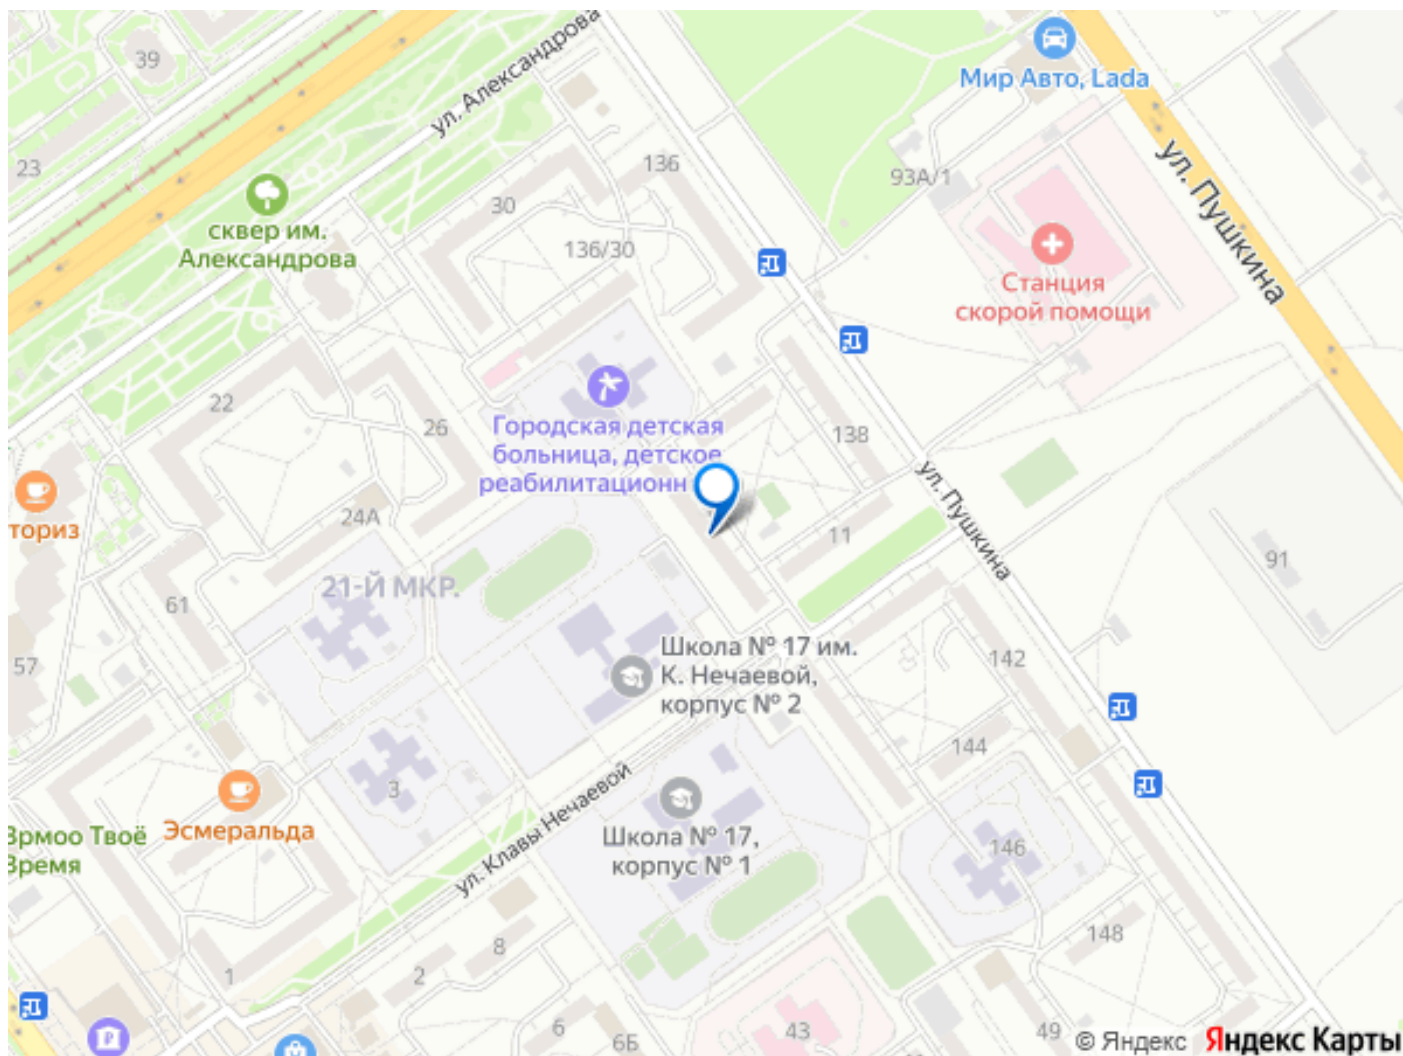 39
ул. Александрова
Мир Авто, Lada
23
136
93А/1
ул. Пушкина
30
сквер им.
Александрова
136/30
Станция
скорой помощи
22
26
Городская детская
больница, детское
реабилитационн
138
ториз
24А
ул. Пушкина
11
91
21-Й МКР.
61
57
Школа № 17 им.
К. Нечаевой,
корпус № 2
142
144
3
Эсмеральда
Врмоо Твоё
Время
ул. Клавы Нечаевой
Школа № 17,
корпус № 1
146
148
8
2
1
6
6Б
43
49
© Яндекс Яндекс Карты